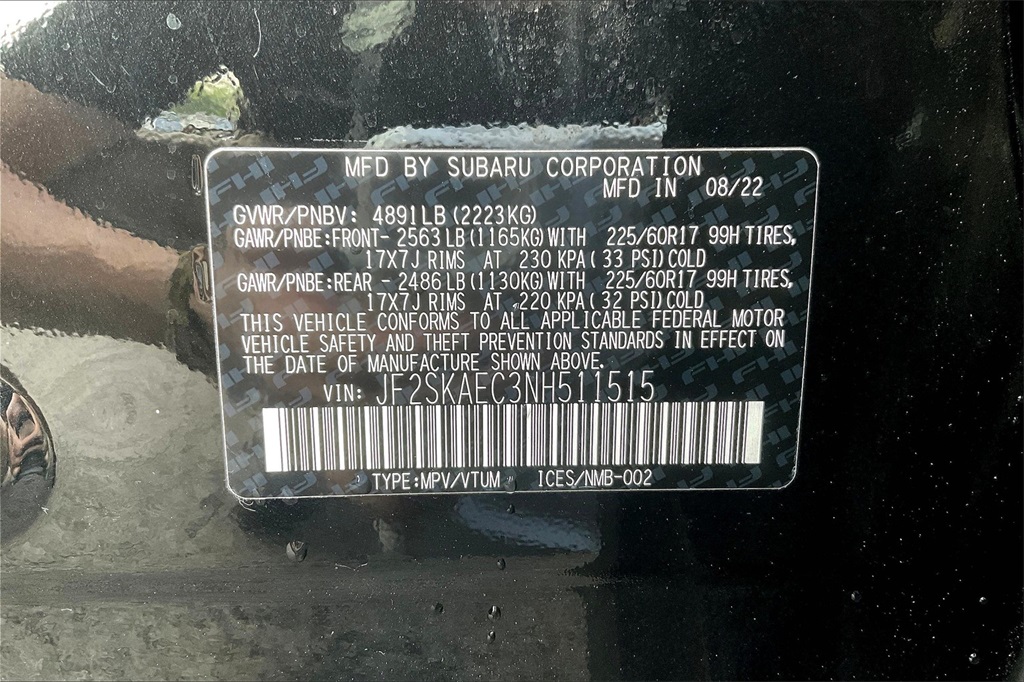 MFD BY SUBARU CORPORATION
MFD IN 08/22
GVWR/PNBV: 4891LB (2223KG)
GAWR/PNBE:FRONT- 2563 LB (1165KG) WITH 225/60R17 99H TIRES,
17X7J RIMS AT 230 KPA ( 33 PSI) COLD
GAWR/PNBE:REAR - 2486 LB (1130KG) WITH 225/60R17 99H TIRES,
17X7J RIMS AT 220 KPA ( 32 PSI) COLD
THIS VEHICLE CONFORMS TO ALL APPLICABLE FEDERAL MOTOR
VEHICLE SAFETY AND THEFT PREVENTION STANDARDS IN EFFECT ON
THE DATE OF MANUFACTURE SHOWN ABOVE.
VIN: JF2SKAEC3NH511515
TYPE:MPV/VTUM ICES/NMB-002